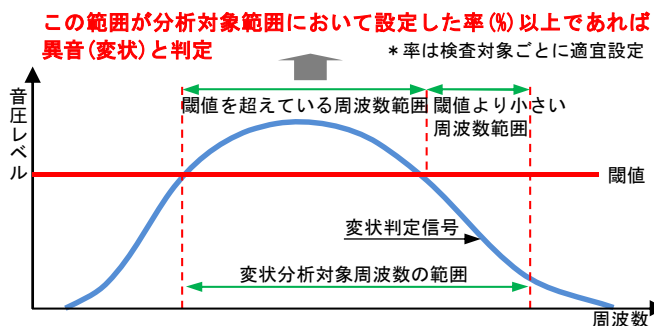 この範囲が分析対象範囲において設定した率(%)以上であれば
異音(変状)と判定
*率は検査対象ごとに適宜設定
音圧レベル
閾値を超えている周波数範囲
閾値より小さい
周波数範囲
閾値
変状判定信号
変状分析対象周波数の範囲
周波数